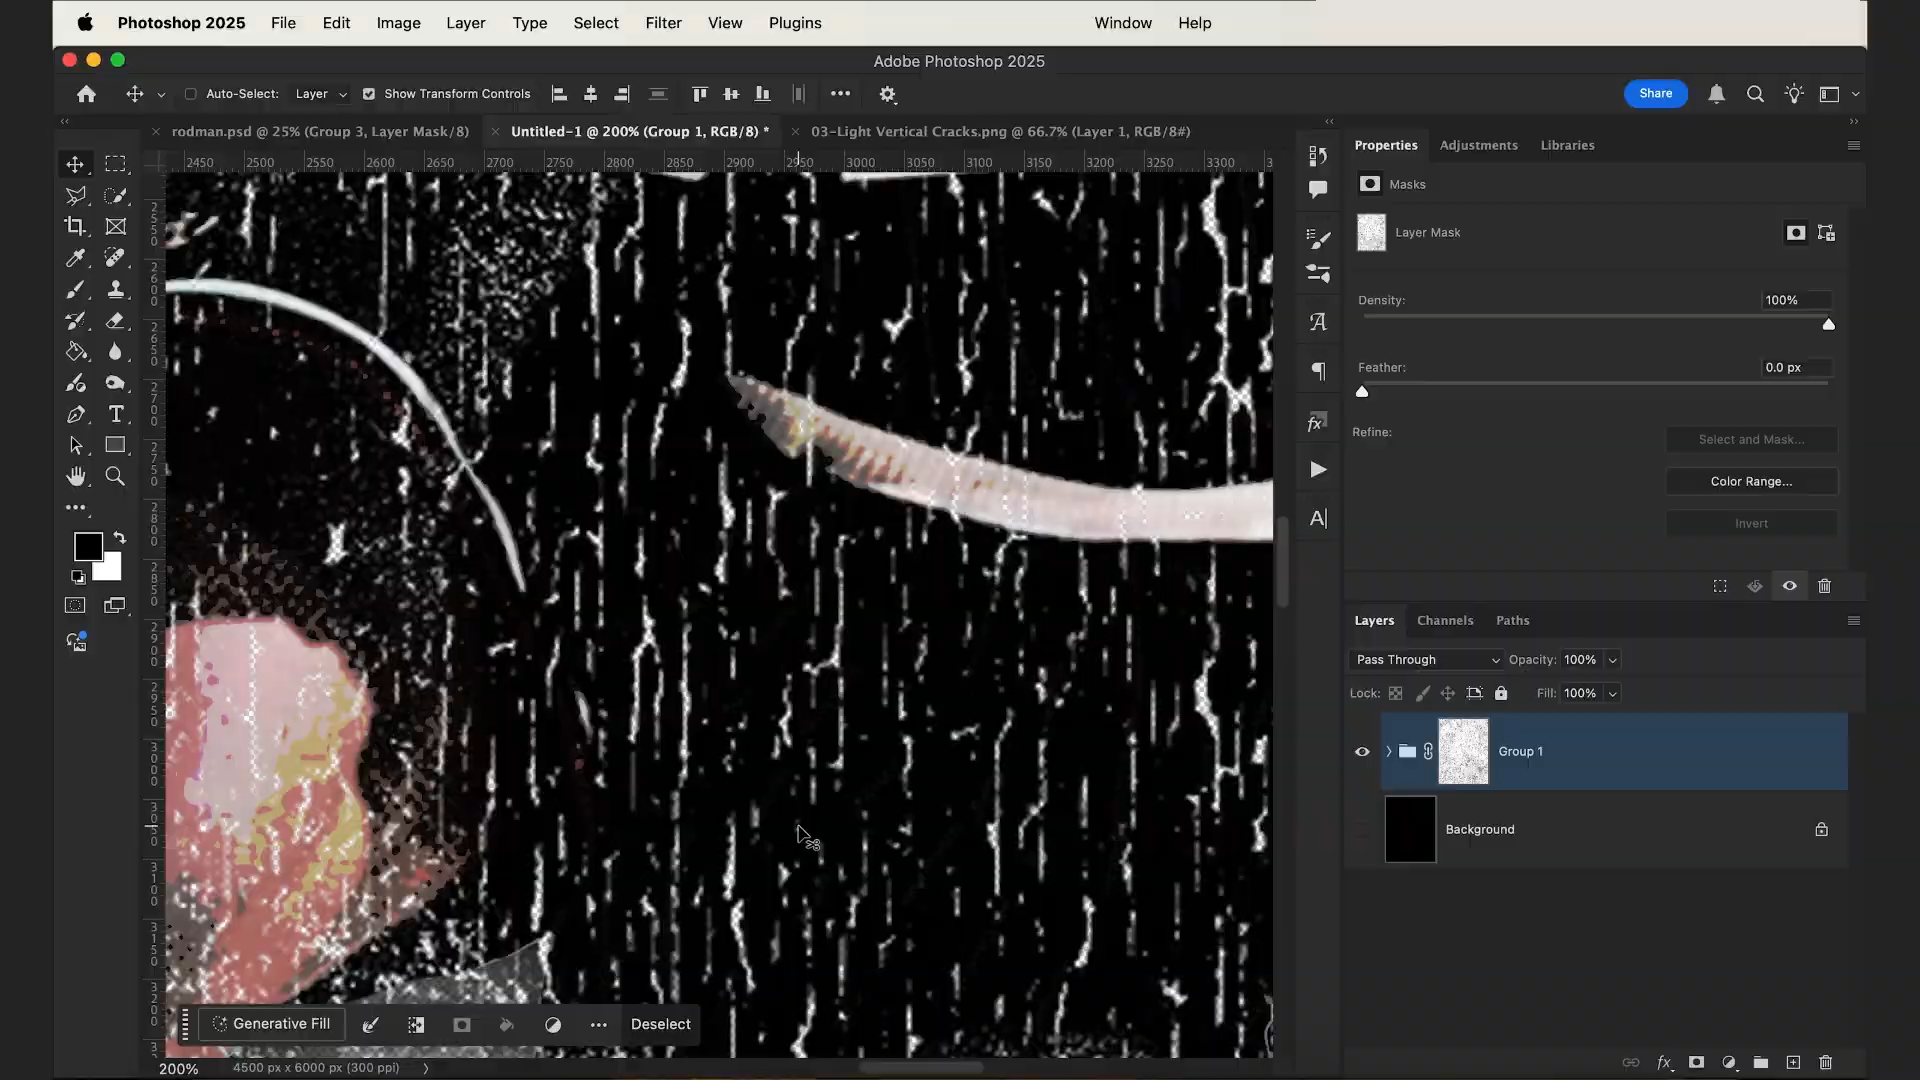 Photoshop 2025 File Edit Image Layer Type Select Filter View Plugins Window Help
Adobe Photoshop 2025
Auto-Select: Layer Show Transform Controls Share
rodman.psd @ 25% (Group 3, Layer Mask/8) Untitled-1 @ 200% (Group 1, RGB/8) * 03-Light Vertical Cracks.png @ 66.7% (Layer 1, RGB/8#)
2450 2500 2550 2600 2650 2700 2750 2800 2850 2900 2950 3000 3050 3100 3150 3200 3250 3300 3
Properties Adjustments Libraries
Masks
Layer Mask
Density: 100%
Feather: 0.0 px
Refine: Select and Mask...
Color Range...
Invert
Layers Channels Paths
Pass Through Opacity: 100%
Lock: Fill: 100%
Group 1
Background
Generative Fill Deselect
200% 4500 px x 6000 px (300 ppi)